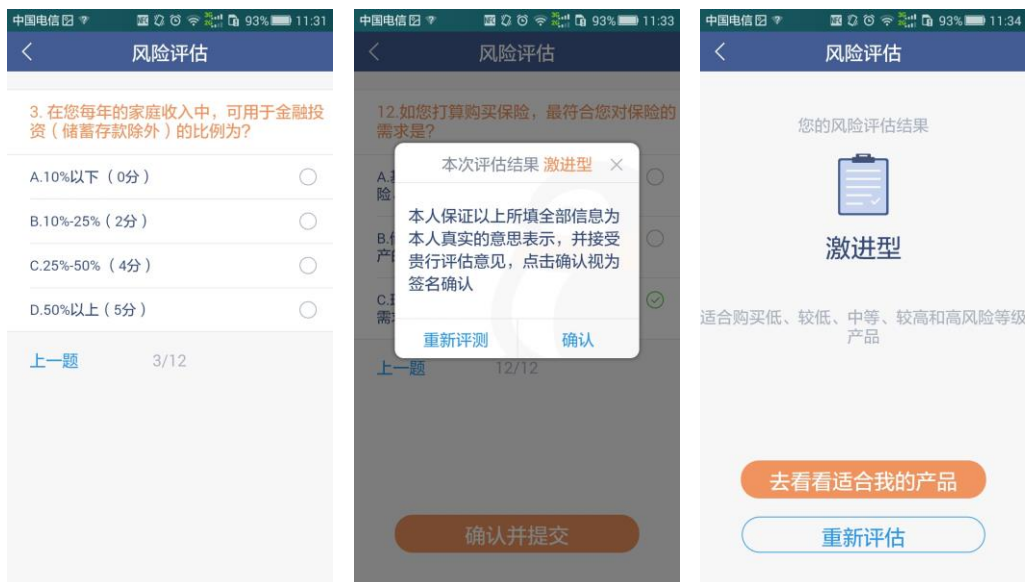 中国电信 93% 11:31
风险评估
3. 在您每年的家庭收入中，可用于金融投
资（储蓄存款除外）的比例为?
A.10%以下（0分）
B.10%-25%（2分）
C.25%-50%（4分）
D.50%以上（5分）
上一题 3/12
中国电信 93% 11:33
风险评估
12.如您打算购买保险，最符合您对保险的
需求是?
本次评估结果 激进型
A.
险
本人保证以上所填全部信息为
B.
本人真实的意思表示，并接受
产
贵行评估意见，点击确认视为
签名确认
C.
需
重新评测 确认
上一题 12/12
确认并提交
中国电信 93% 11:34
风险评估
您的风险评估结果
激进型
适合购买低、较低、中等、较高和高风险等级
产品
去看看适合我的产品
重新评估